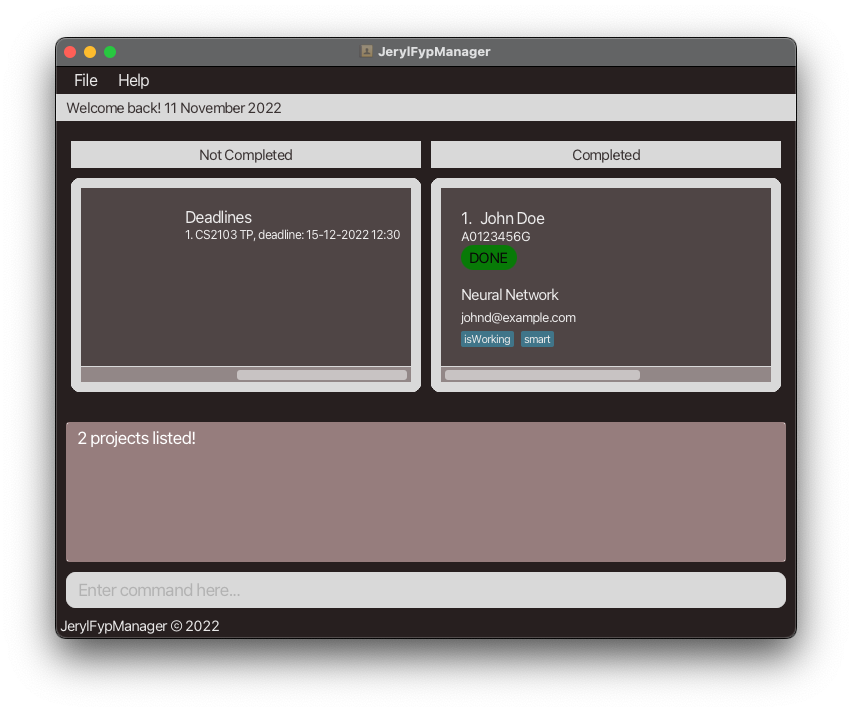 JerylFypManager
File Help
Welcome back! 11 November 2022
Not Completed
Deadlines
1. CS2103 TP, deadline: 15-12-2022 12:30
Completed
1. John Doe
A0123456G
DONE
Neural Network
johnd@example.com
isWorking smart
2 projects listed!
Enter command here...
JerylFypManager © 2022